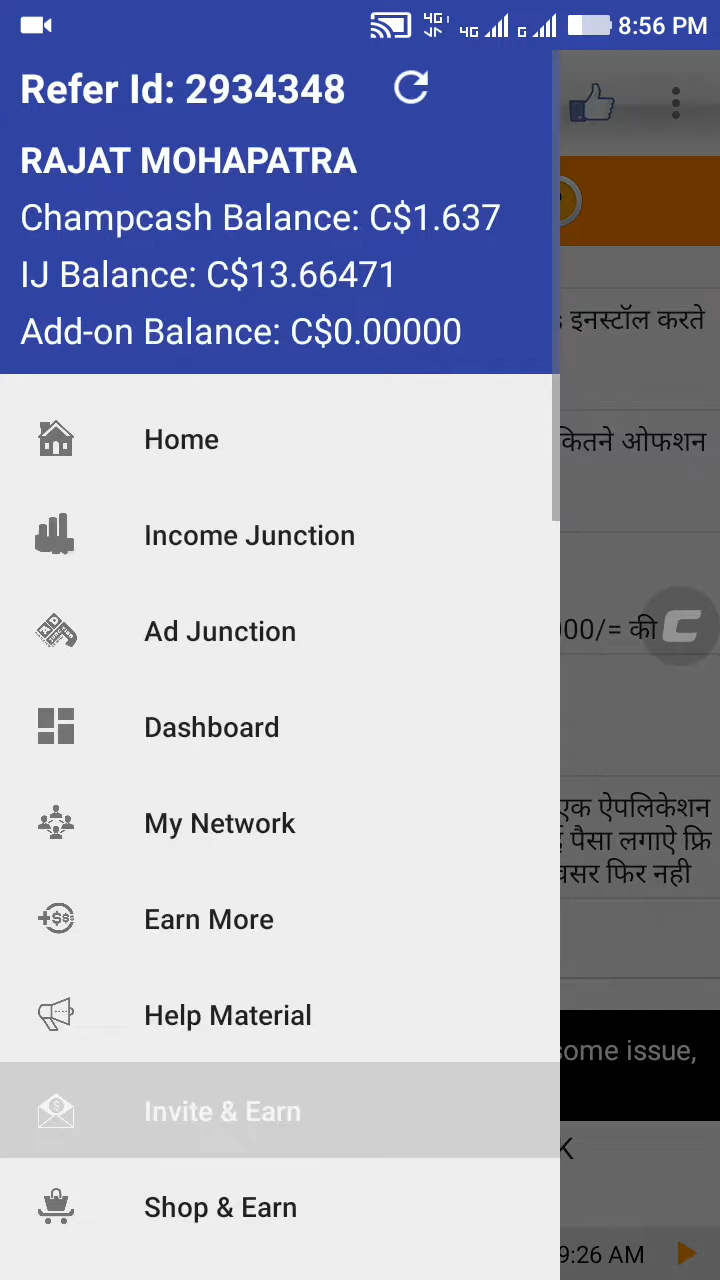 4G 4G G 8:56 PM
Refer Id: 2934348
RAJAT MOHAPATRA
Champcash Balance: C$1.637
IJ Balance: C$13.66471
Add-on Balance: C$0.00000
इनस्टॉल करते
Home
कितने ओफशन
Income Junction
Ad Junction
000/= की
Dashboard
My Network
एक ऐपलिकेशन
पैसा लगाऐ फ्रि
फिर नही
Earn More
Help Material
some issue,
Invite & Earn
K
Shop & Earn
9:26 AM